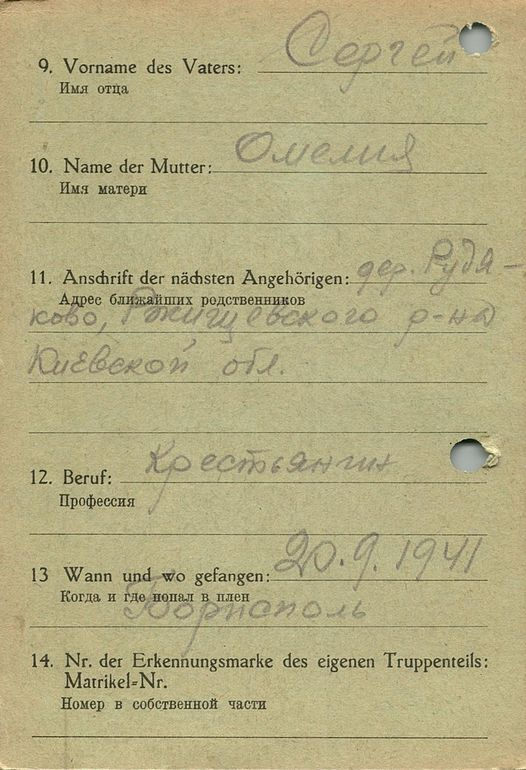 Сергей
9. Vorname des Vaters:
Имя отца
Омелия
10. Name der Mutter:
Имя матери
11. Anschrift der nächsten Angehörigen: дер. Рудя-
Адрес ближайших родственников
ково, Ржищевского р-на
Киевской обл.
Крестьянин
12. Beruf:
Профессия
20.9.1941
13 Wann und wo gefangen:
Когда и где попал в плен
Борисполь
14. Nr. der Erkennungsmarke des eigenen Truppenteils:
Matrikel-Nr.
Номер в собственной части